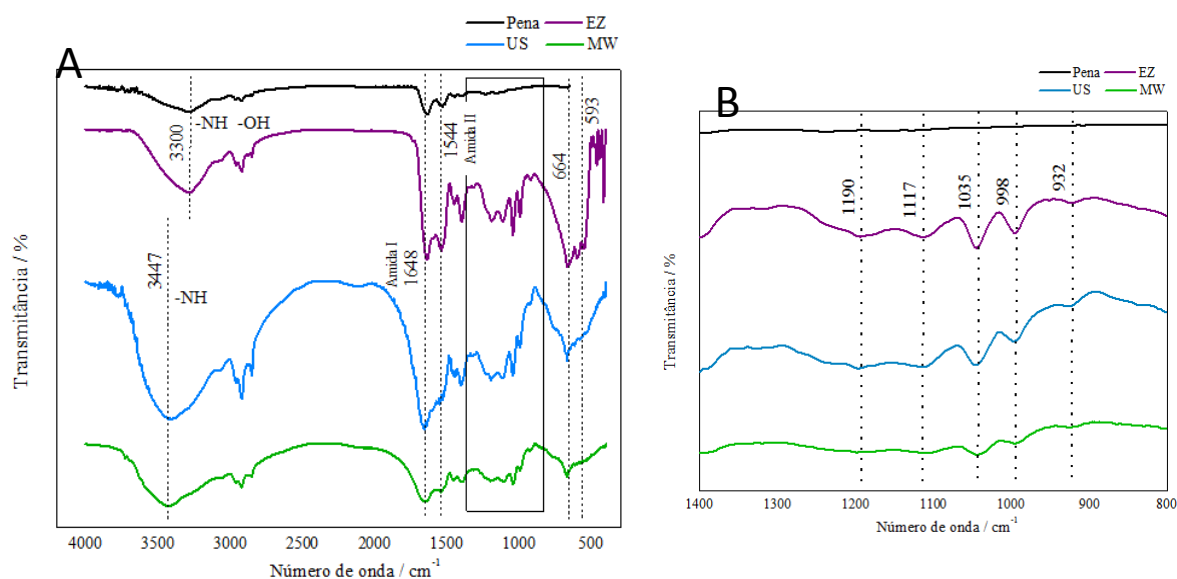 A
Pena EZ
US MW
3300
-NH -OH
1544
Amida II
664
593
3447
-NH
Amida I
1648
Transmitância / %
4000 3500 3000 2500 2000 1500 1000 500
Número de onda / cm-1
B
Pena EZ
US MW
1190
1117
1035
998
932
Transmitância / %
1400 1300 1200 1100 1000 900 800
Número de onda / cm-1